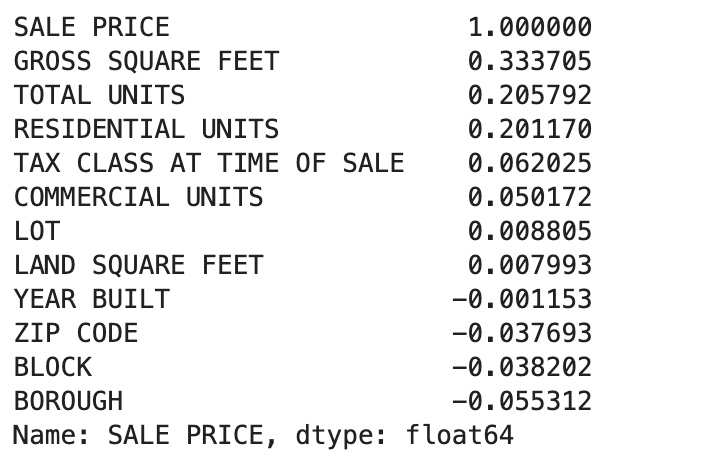 SALE PRICE 1.000000
GROSS SQUARE FEET 0.333705
TOTAL UNITS 0.205792
RESIDENTIAL UNITS 0.201170
TAX CLASS AT TIME OF SALE 0.062025
COMMERCIAL UNITS 0.050172
LOT 0.008805
LAND SQUARE FEET 0.007993
YEAR BUILT -0.001153
ZIP CODE -0.037693
BLOCK -0.038202
BOROUGH -0.055312
Name: SALE PRICE, dtype: float64